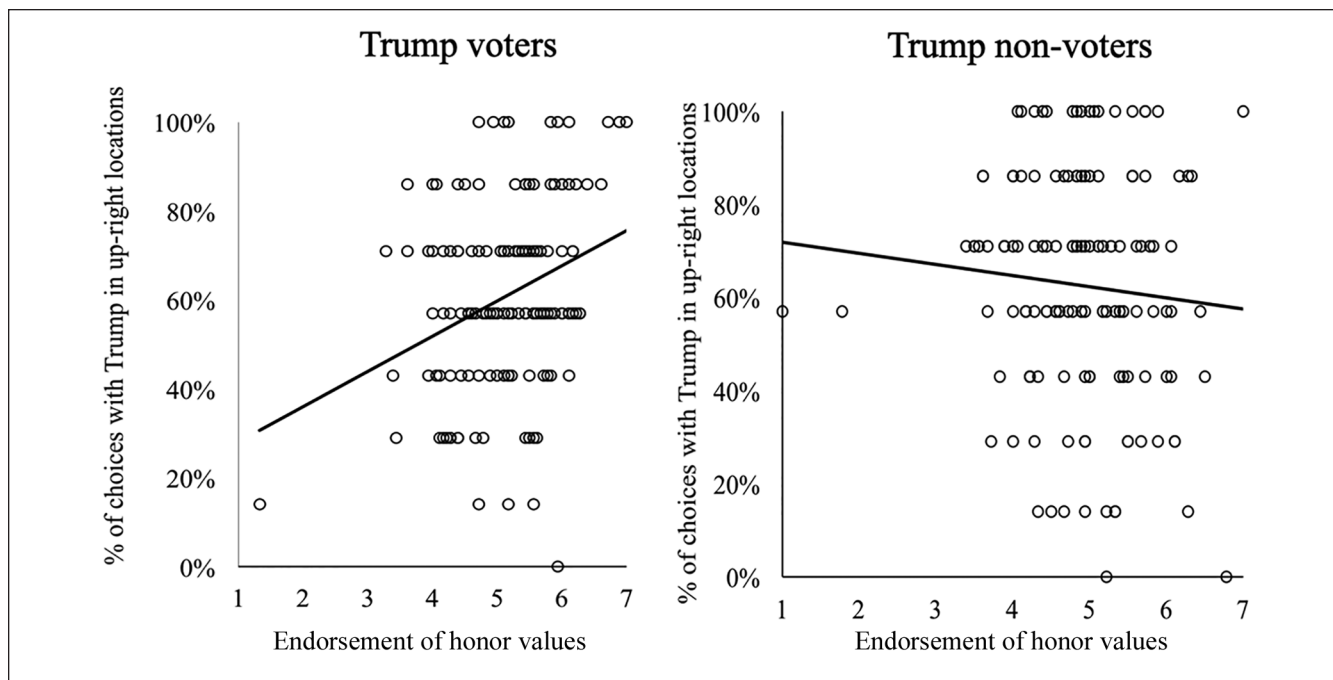 Trump voters
% of choices with Trump in up-right locations
100%
80%
60%
40%
20%
0%
1 2 3 4 5 6 7
Endorsement of honor values
Trump non-voters
% of choices with Trump in up-right locations
100%
80%
60%
40%
20%
0%
1 2 3 4 5 6 7
Endorsement of honor values